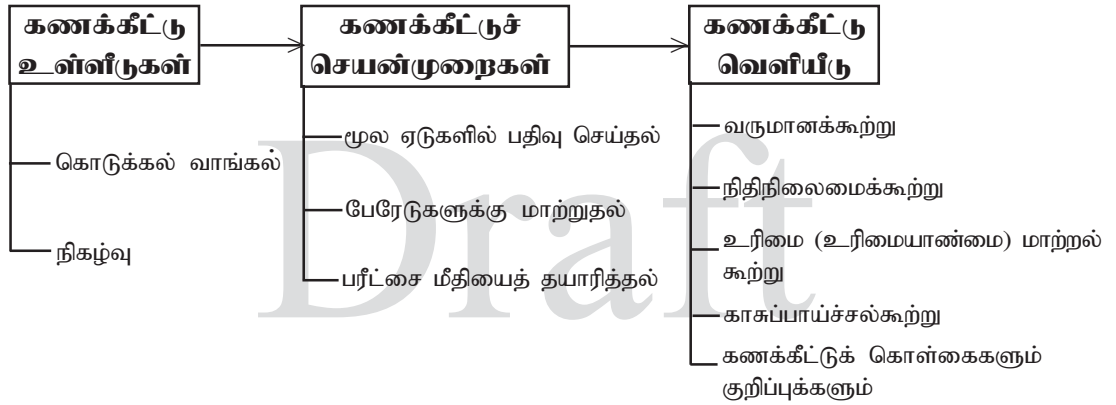 கணக்கீட்டு
உள்ளீடுகள்
கொடுக்கல் வாங்கல்
நிகழ்வு
கணக்கீட்டுச்
செயன்முறைகள்
மூல ஏடுகளில் பதிவு செய்தல்
பேரேடுகளுக்கு மாற்றுதல்
பரீட்சை மீதியைத் தயாரித்தல்
கணக்கீட்டு
வெளியீடு
வருமானக்கூற்று
நிதிநிலைமைக்கூற்று
உரிமை (உரிமையாண்மை) மாற்றல்
கூற்று
காசுப்பாய்ச்சல்கூற்று
கணக்கீட்டுக் கொள்கைகளும்
குறிப்புக்களும்
Draft